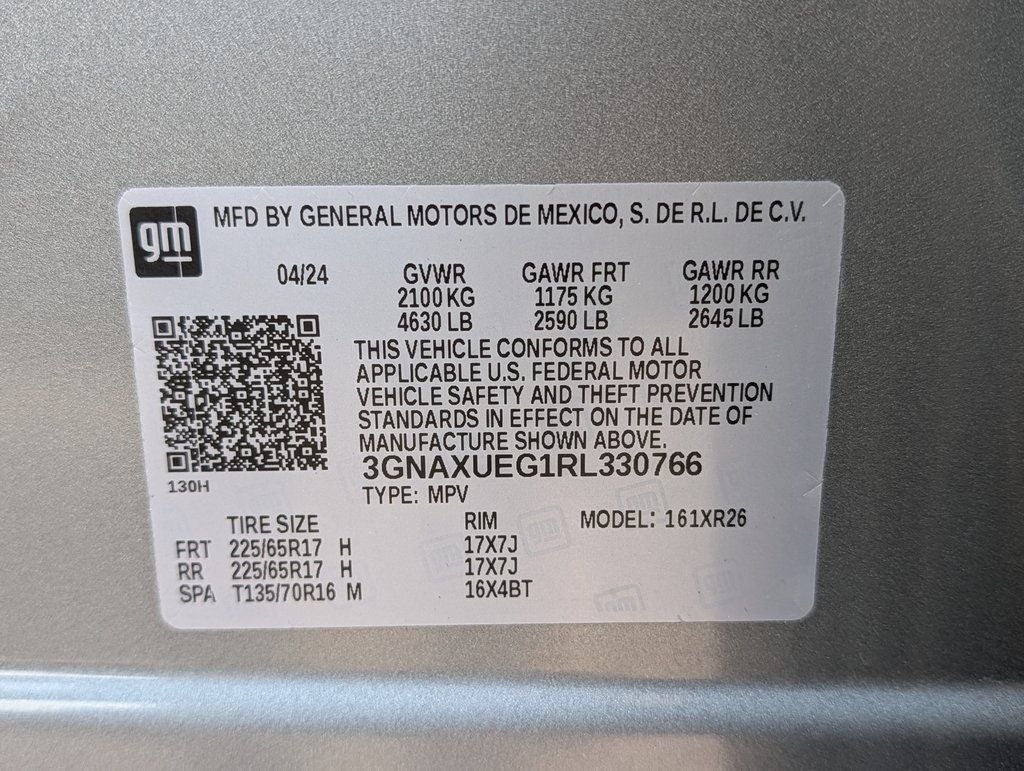 gm
MFD BY GENERAL MOTORS DE MEXICO, S. DE R.L. DE C.V.
04/24 GVWR GAWR FRT GAWR RR
2100 KG 1175 KG 1200 KG
4630 LB 2590 LB 2645 LB
THIS VEHICLE CONFORMS TO ALL
APPLICABLE U.S. FEDERAL MOTOR
VEHICLE SAFETY AND THEFT PREVENTION
STANDARDS IN EFFECT ON THE DATE OF
MANUFACTURE SHOWN ABOVE.
3GNAXUEG1RL330766
130H
TYPE: MPV
TIRE SIZE RIM MODEL: 161XR26
FRT 225/65R17 H 17X7J
RR 225/65R17 H 17X7J
SPA T135/70R16 M 16X4BT